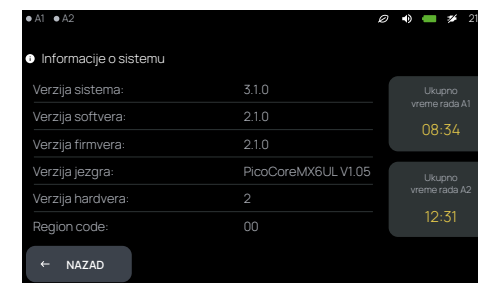 A1 A2 21
Informacije o sistemu
Verzija sistema: 3.1.0
Verzija softvera: 2.1.0
Verzija firmvera: 2.1.0
Verzija jezgra: PicoCoreMX6UL V1.05
Verzija hardvera: 2
Region code: 00
Ukupno
vreme rada A1
08:34
Ukupno
vreme rada A2
12:31
← NAZAD